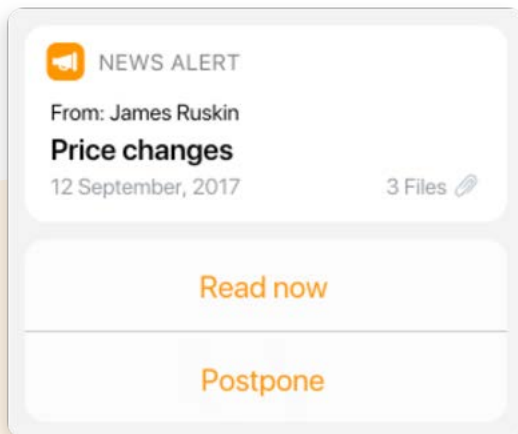 NEWS ALERT
From: James Ruskin
Price changes
12 September, 2017 3 Files
Read now
Postpone